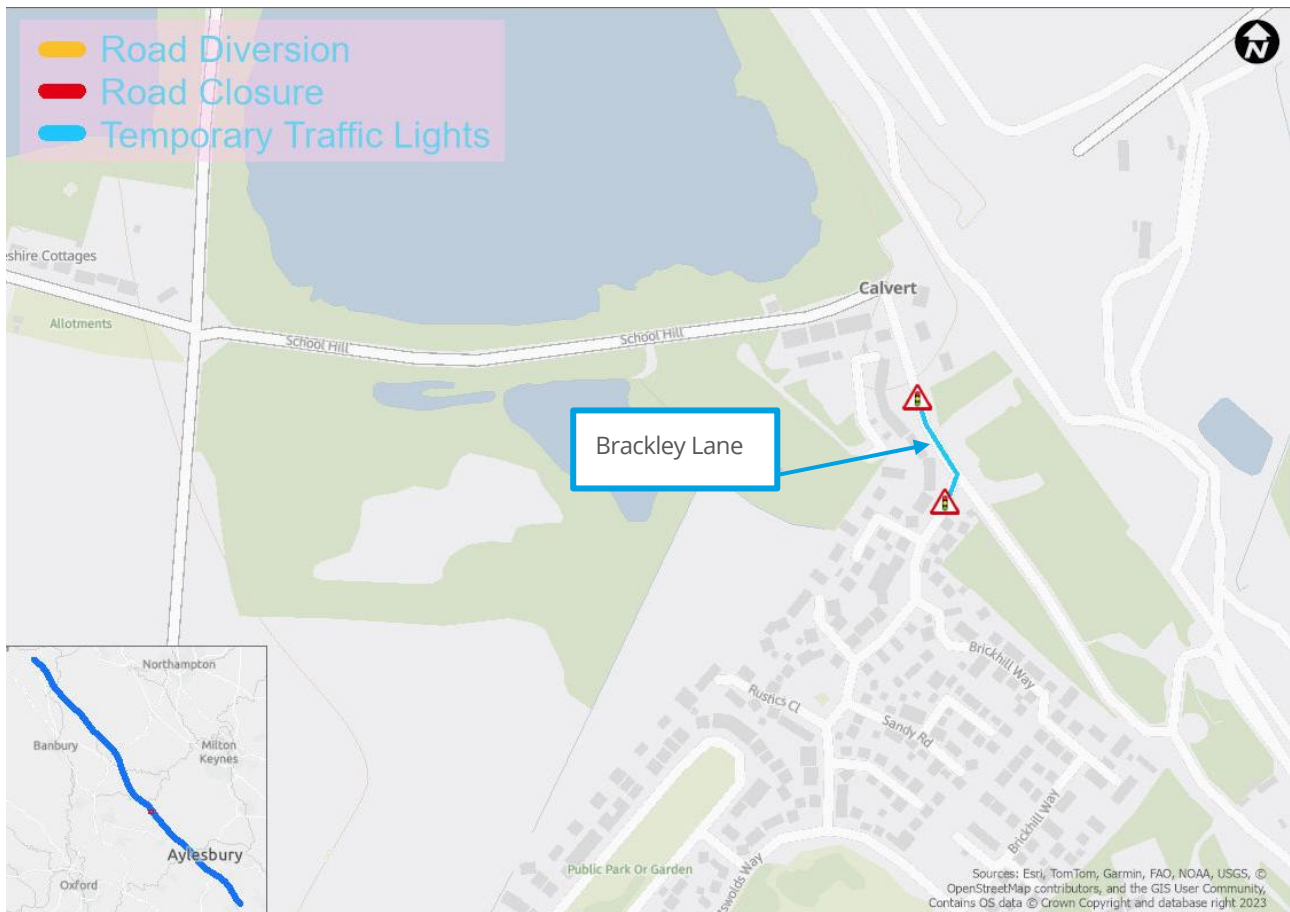 Road Diversion
Road Closure
Temporary Traffic Lights
N
eshire Cottages
Allotments
School Hill
School Hill
Calvert
Brackley Lane
Brickhill Way
Rustics Cl
Sandy Rd
Brickhill Way
Public Park Or Garden
tswolds Way
Northampton
Banbury
Milton
Keynes
Aylesbury
Oxford
Sources: Esri, TomTom, Garmin, FAO, NOAA, USGS, ©
OpenStreetMap contributors, and the GIS User Community,
Contains OS data © Crown Copyright and database right 2023